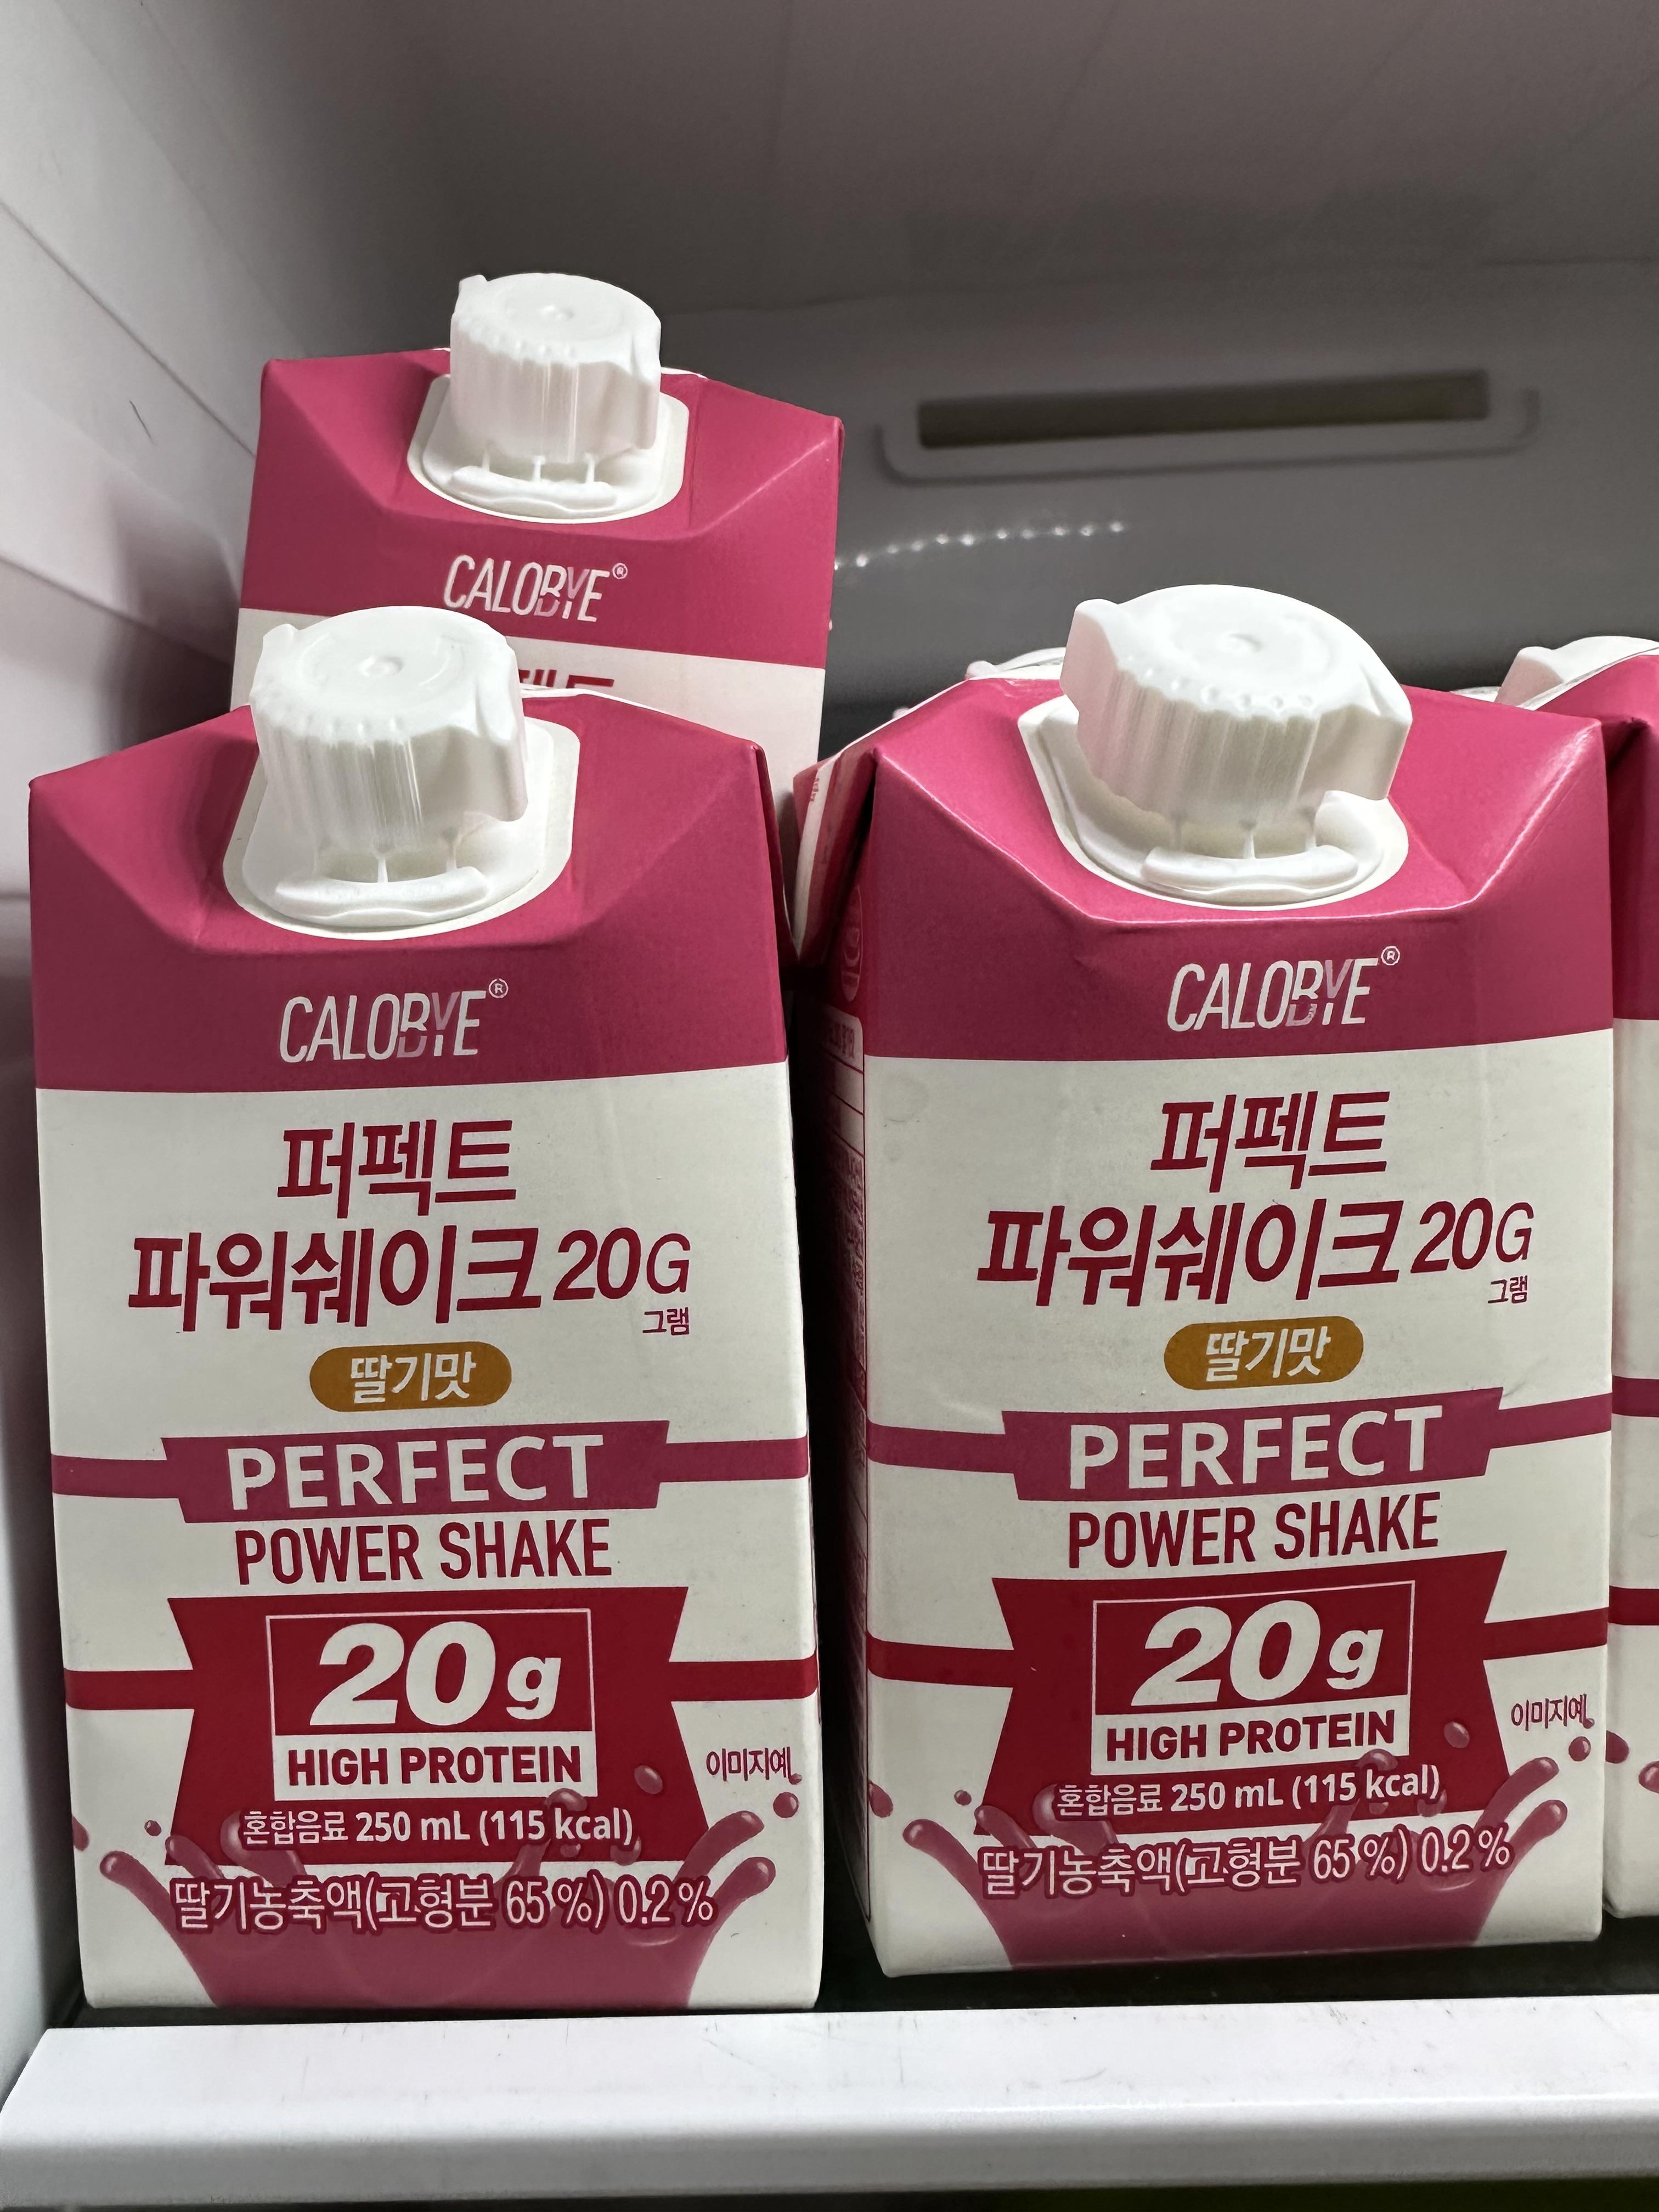 CALOBYE®
CALOBYE®
퍼펙트
파워쉐이크 20G
그램
딸기맛
PERFECT
POWER SHAKE
20g
HIGH PROTEIN
이미지예
혼합음료 250 mL (115 kcal)
딸기농축액(고형분 65%) 0.2%
CALOBYE®
퍼펙트
파워쉐이크 20G
그램
딸기맛
PERFECT
POWER SHAKE
20g
HIGH PROTEIN
이미지예
혼합음료 250 mL (115 kcal)
딸기농축액(고형분 65%) 0.2%